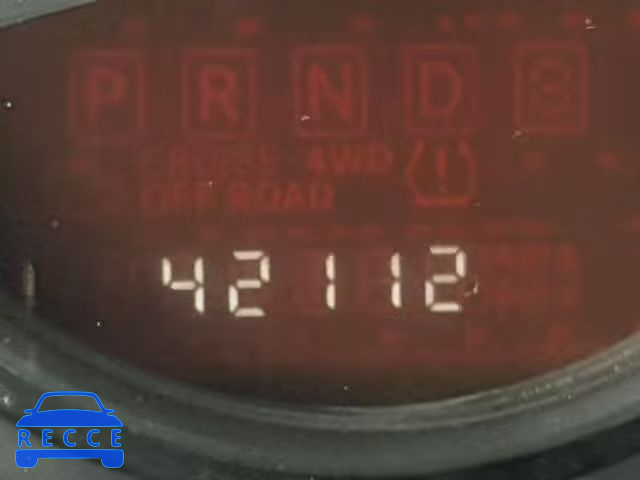 P R N D
CRUISE 4WD
OFF ROAD
42112
RECCE